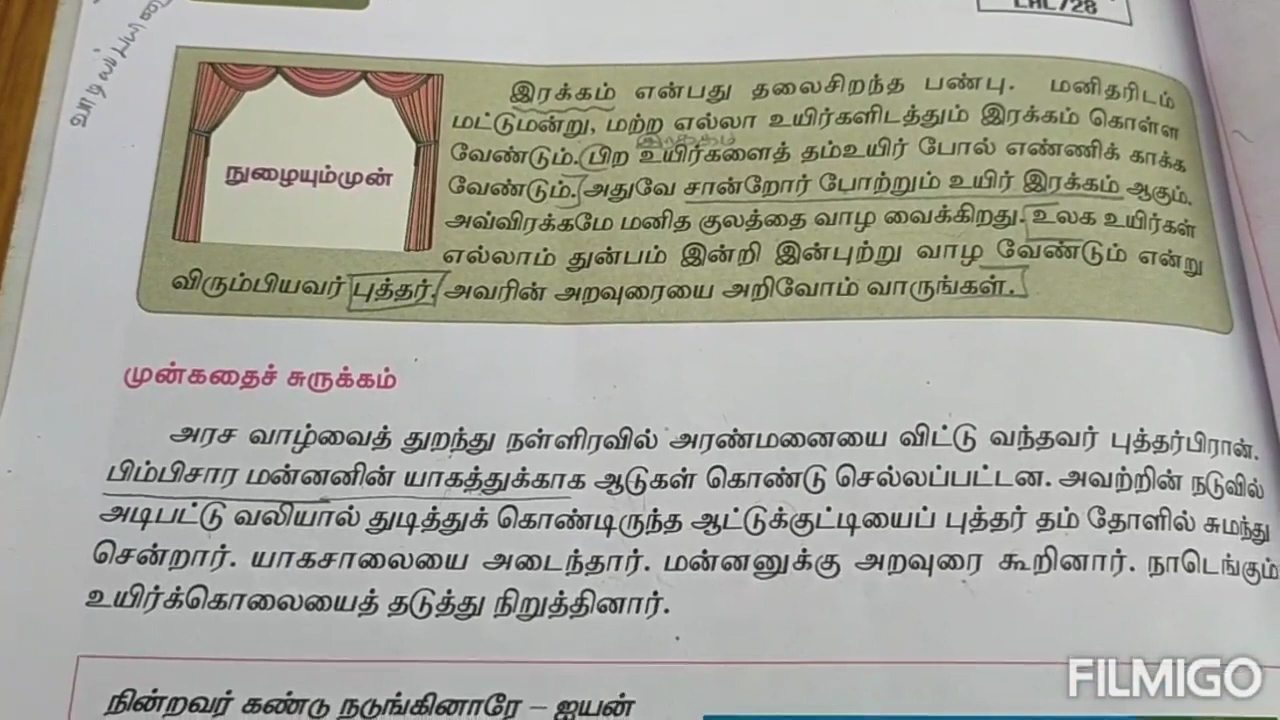 LAL/28
இரக்கம் என்பது தலைசிறந்த பண்பு. மனிதரிடம்
மட்டுமன்று, மற்ற எல்லா உயிர்களிடத்தும் இரக்கம் கொள்ள
வேண்டும். பிற உயிர்களைத் தம்உயிர் போல் எண்ணிக் காக்க
நுழையும்முன்
வேண்டும். அதுவே சான்றோர் போற்றும் உயிர் இரக்கம் ஆகும்.
அவ்விரக்கமே மனித குலத்தை வாழ வைக்கிறது. உலக உயிர்கள்
எல்லாம் துன்பம் இன்றி இன்புற்று வாழ வேண்டும் என்று
விரும்பியவர் புத்தர். அவரின் அறவுரையை அறிவோம் வாருங்கள்.
முன்கதைச் சுருக்கம்
அரச வாழ்வைத் துறந்து நள்ளிரவில் அரண்மனையை விட்டு வந்தவர் புத்தர்பிரான்.
பிம்பிசார மன்னனின் யாகத்துக்காக ஆடுகள் கொண்டு செல்லப்பட்டன. அவற்றின் நடுவில்
அடிபட்டு வலியால் துடித்துக் கொண்டிருந்த ஆட்டுக்குட்டியைப் புத்தர் தம் தோளில் சுமந்து
சென்றார். யாகசாலையை அடைந்தார். மன்னனுக்கு அறவுரை கூறினார். நாடெங்கும்
உயிர்க்கொலையைத் தடுத்து நிறுத்தினார்.
நின்றவர் கண்டு நடுங்கினாரே – ஐயன்
FILMIGO